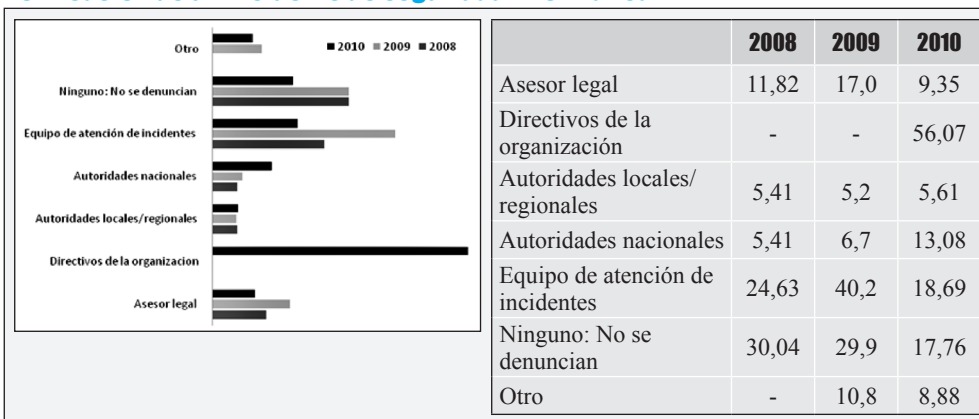 Otro
2010 2009 2008
Ninguno: No se denuncian
Equipo de atención de incidentes
Autoridades nacionales
Autoridades locales/regionales
Directivos de la organizacion
Asesor legal
2008 2009 2010
Asesor legal 11,82 17,0 9,35
Directivos de la
organización - - 56,07
Autoridades locales/
regionales 5,41 5,2 5,61
Autoridades nacionales 5,41 6,7 13,08
Equipo de atención de
incidentes 24,63 40,2 18,69
Ninguno: No se
denuncian 30,04 29,9 17,76
Otro - 10,8 8,88